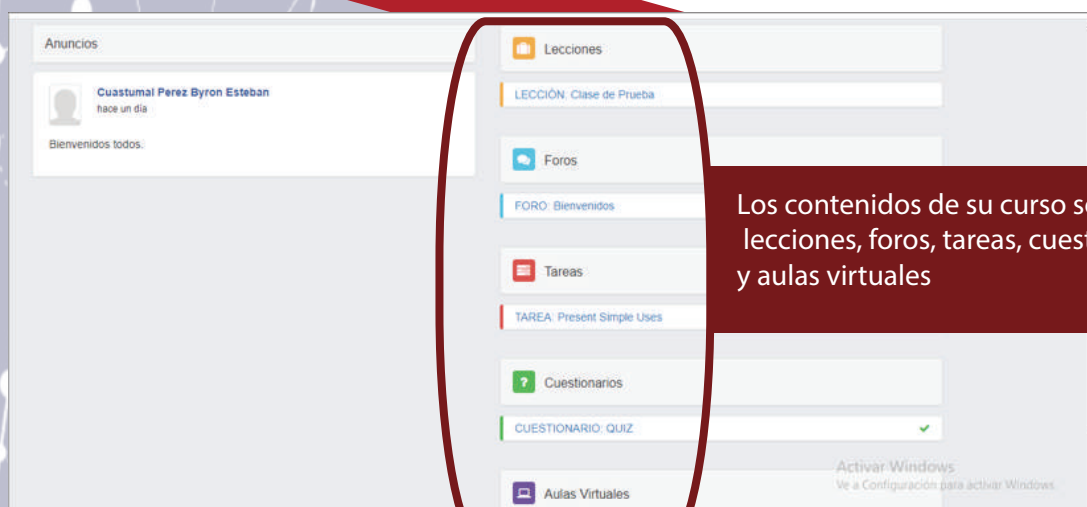 Anuncios
Cuastumal Perez Byron Esteban
hace un día
Bienvenidos todos.
Lecciones
LECCIÓN: Clase de Prueba
Foros
FORO: Bienvenidos
Tareas
TAREA: Present Simple Uses
Cuestionarios
CUESTIONARIO: QUIZ
Aulas Virtuales
Los contenidos de su curso
lecciones, foros, tareas,
y aulas virtuales
Activar Windows
Ve a Configuración para activar Windows.